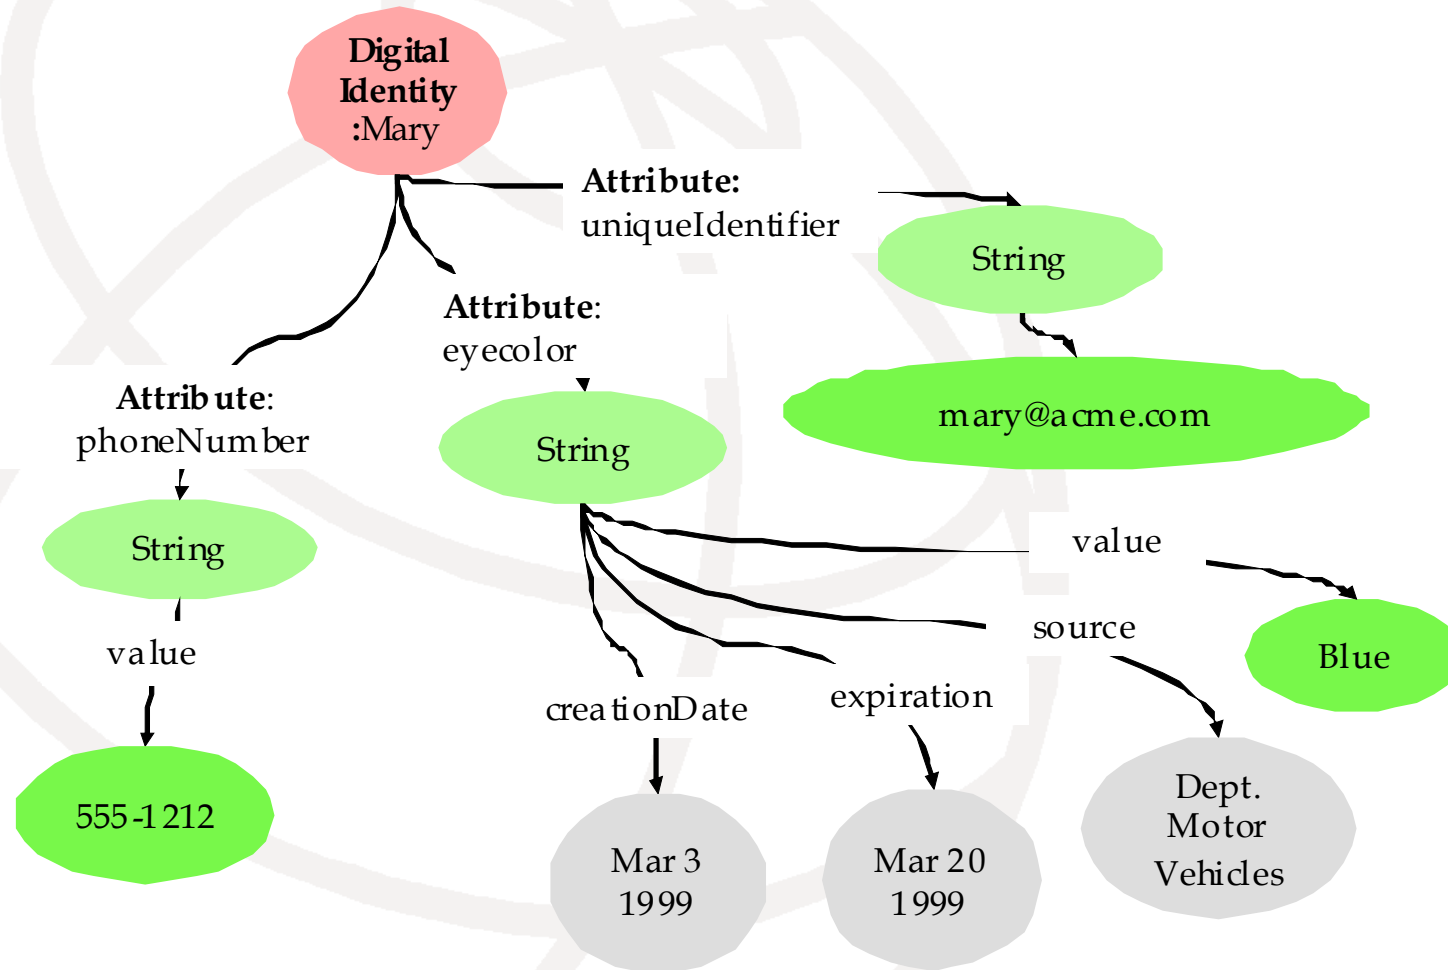 Digital
Identity
:Mary
Attribute:
uniqueIdentifier
String
mary@acme.com
Attribute:
eyecolor
String
Attribute:
phoneNumber
String
value
555-1212
value
Blue
source
Dept.
Motor
Vehicles
expiration
Mar 20
1999
creationDate
Mar 3
1999